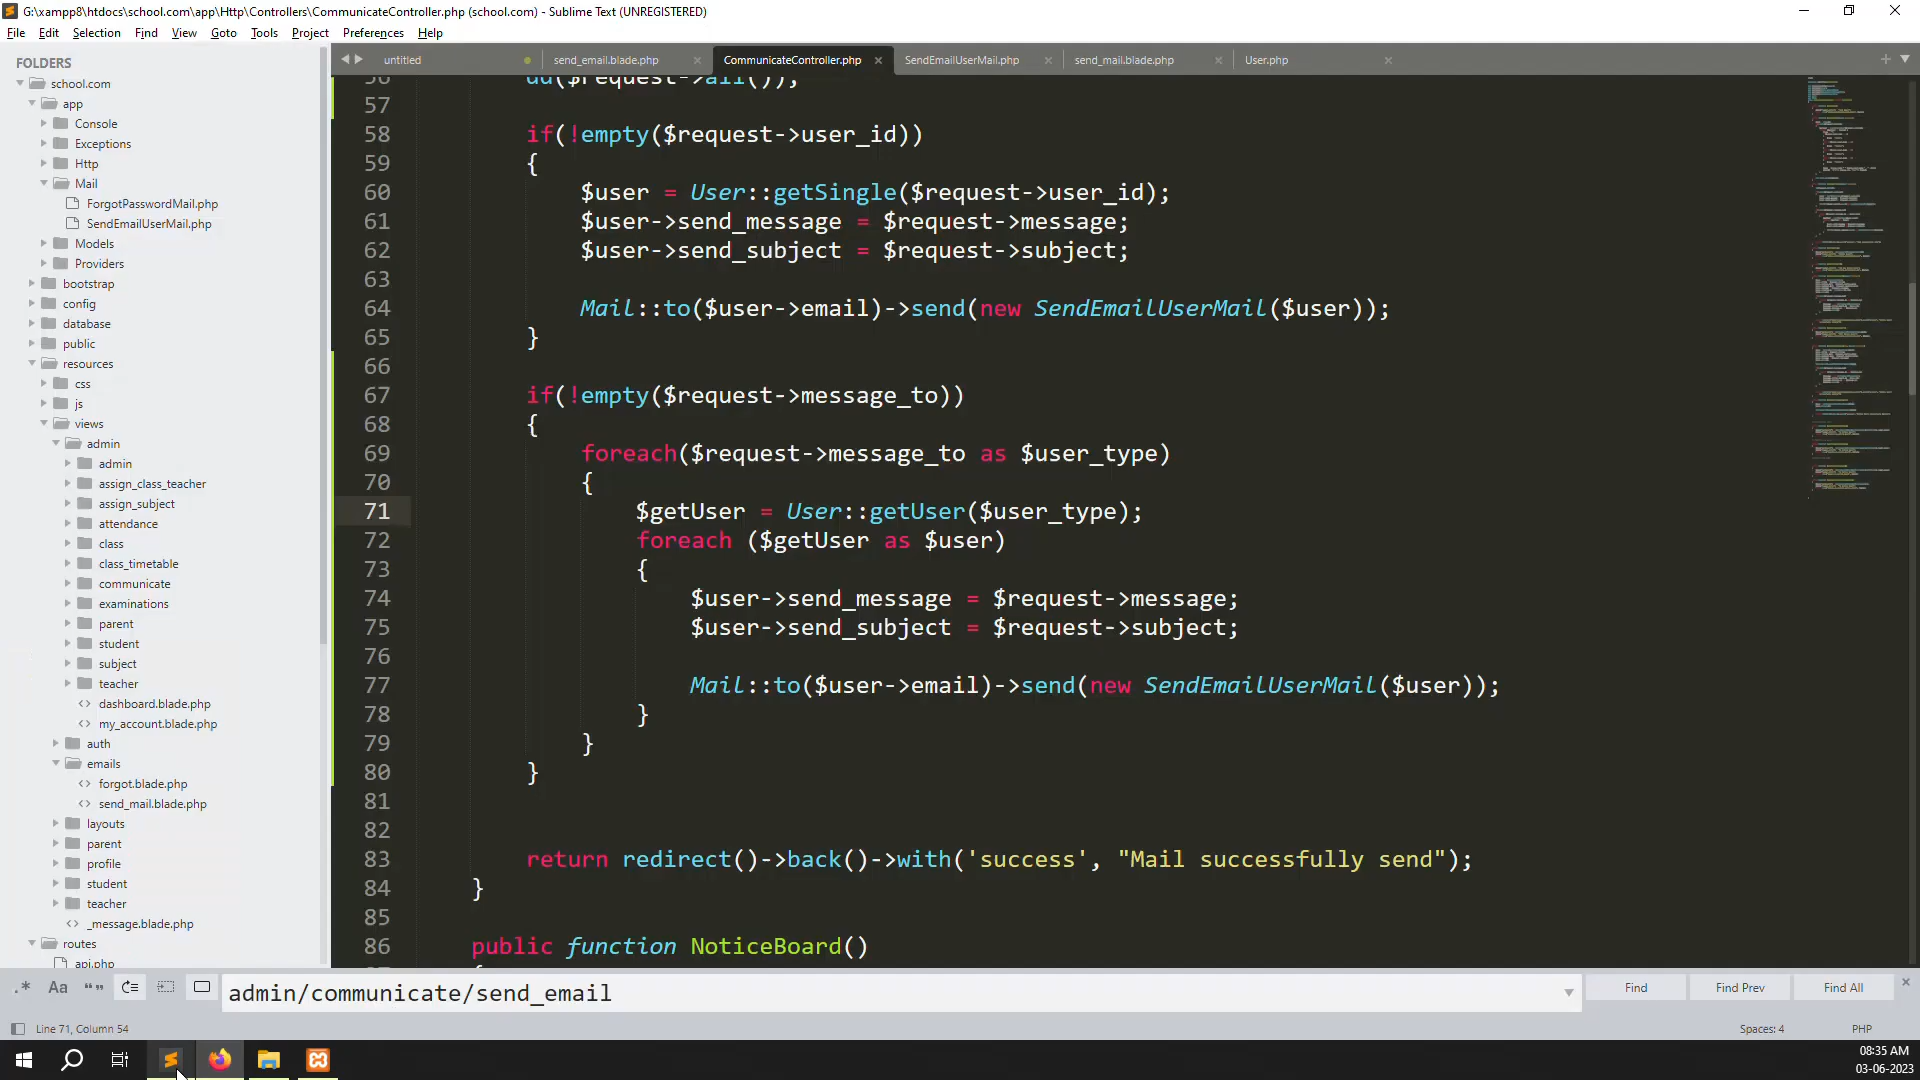 G:\xampp8\htdocs\school.com\app\Http\Controllers\CommunicateController.php (school.com) - Sublime Text (UNREGISTERED)
File Edit Selection Find View Goto Tools Project Preferences Help
FOLDERS
school.com
app
Console
Exceptions
Http
Mail
ForgotPasswordMail.php
SendEmailUserMail.php
Models
Providers
bootstrap
config
database
public
resources
css
js
views
admin
admin
assign_class_teacher
assign_subject
attendance
class
class_timetable
communicate
examinations
parent
student
subject
teacher
dashboard.blade.php
my_account.blade.php
auth
emails
forgot.blade.php
send_mail.blade.php
layouts
parent
profile
student
teacher
_message.blade.php
routes
api.php
untitled send_email.blade.php CommunicateController.php SendEmailUserMail.php send_mail.blade.php User.php
56 dd($request->all());
57
58 if(!empty($request->user_id))
59 {
60 $user = User::getSingle($request->user_id);
61 $user->send_message = $request->message;
62 $user->send_subject = $request->subject;
63
64 Mail::to($user->email)->send(new SendEmailUserMail($user));
65 }
66
67 if(!empty($request->message_to))
68 {
69 foreach($request->message_to as $user_type)
70 {
71 $getUser = User::getUser($user_type);
72 foreach ($getUser as $user)
73 {
74 $user->send_message = $request->message;
75 $user->send_subject = $request->subject;
76
77 Mail::to($user->email)->send(new SendEmailUserMail($user));
78 }
79 }
80 }
81
82
83 return redirect()->back()->with('success', "Mail successfully send");
84 }
85
86 public function NoticeBoard()
admin/communicate/send_email
Find Find Prev Find All
Line 71, Column 54
Spaces: 4 PHP
08:35 AM
03-06-2023